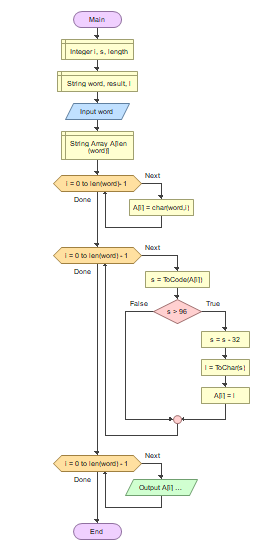 Main
Integer i, s, length
String word, result, l
Input word
String Array A[len
(word)]
i = 0 to len(word)- 1
Next
Done
A[i] = char(word,i)
i = 0 to len(word) - 1
Next
Done
s = ToCode(A[i])
False
True
s > 96
s = s - 32
l = ToChar(s)
A[i] = l
i = 0 to len(word) - 1
Next
Done
Output A[i] ...
End